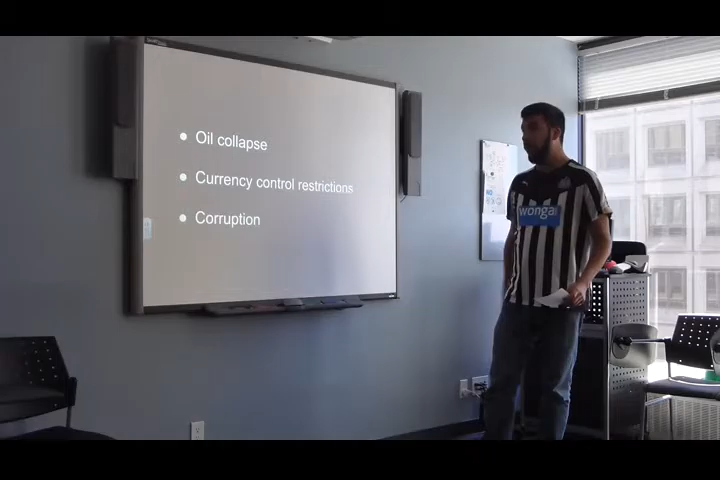 ● Oil collapse
● Currency control restrictions
● Corruption
wonga